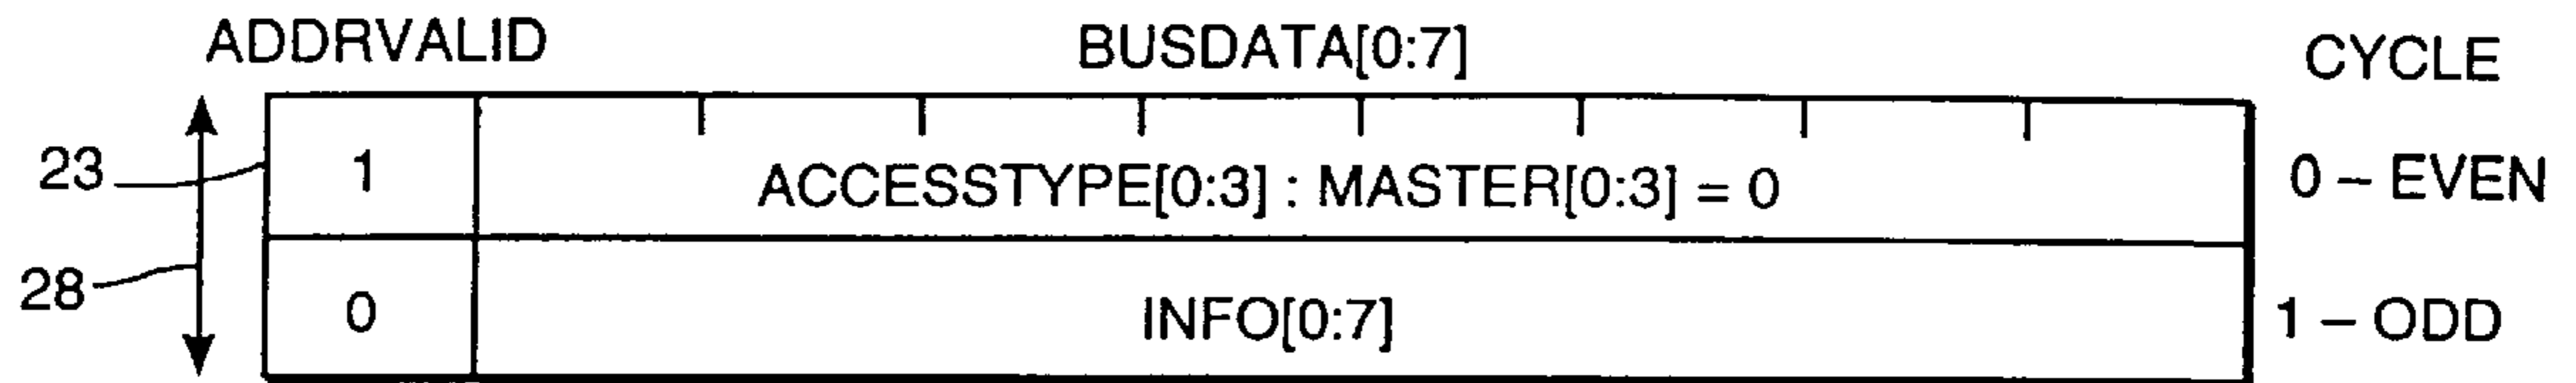 ADDRVALID BUSDATA[0:7] CYCLE
23 1 ACCESSTYPE[0:3] : MASTER[0:3] = 0 0 – EVEN
28 0 INFO[0:7] 1 – ODD